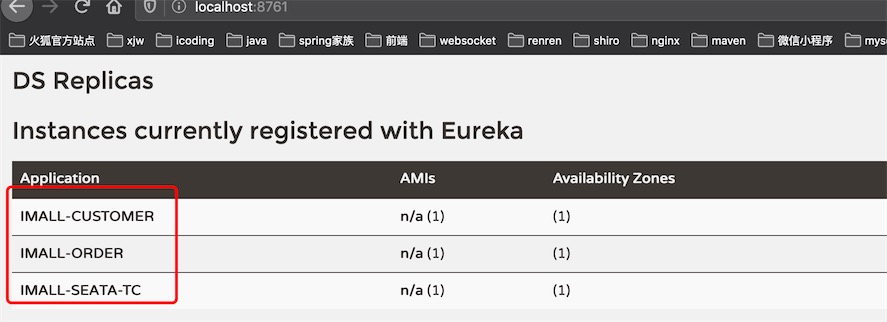 localhost:8761
火狐官方站点 xjw icoding java spring家族 前端 websocket renren shiro nginx maven 微信小程序 myse
DS Replicas
Instances currently registered with Eureka
Application AMIs Availability Zones
IMALL-CUSTOMER n/a (1) (1)
IMALL-ORDER n/a (1) (1)
IMALL-SEATA-TC n/a (1) (1)